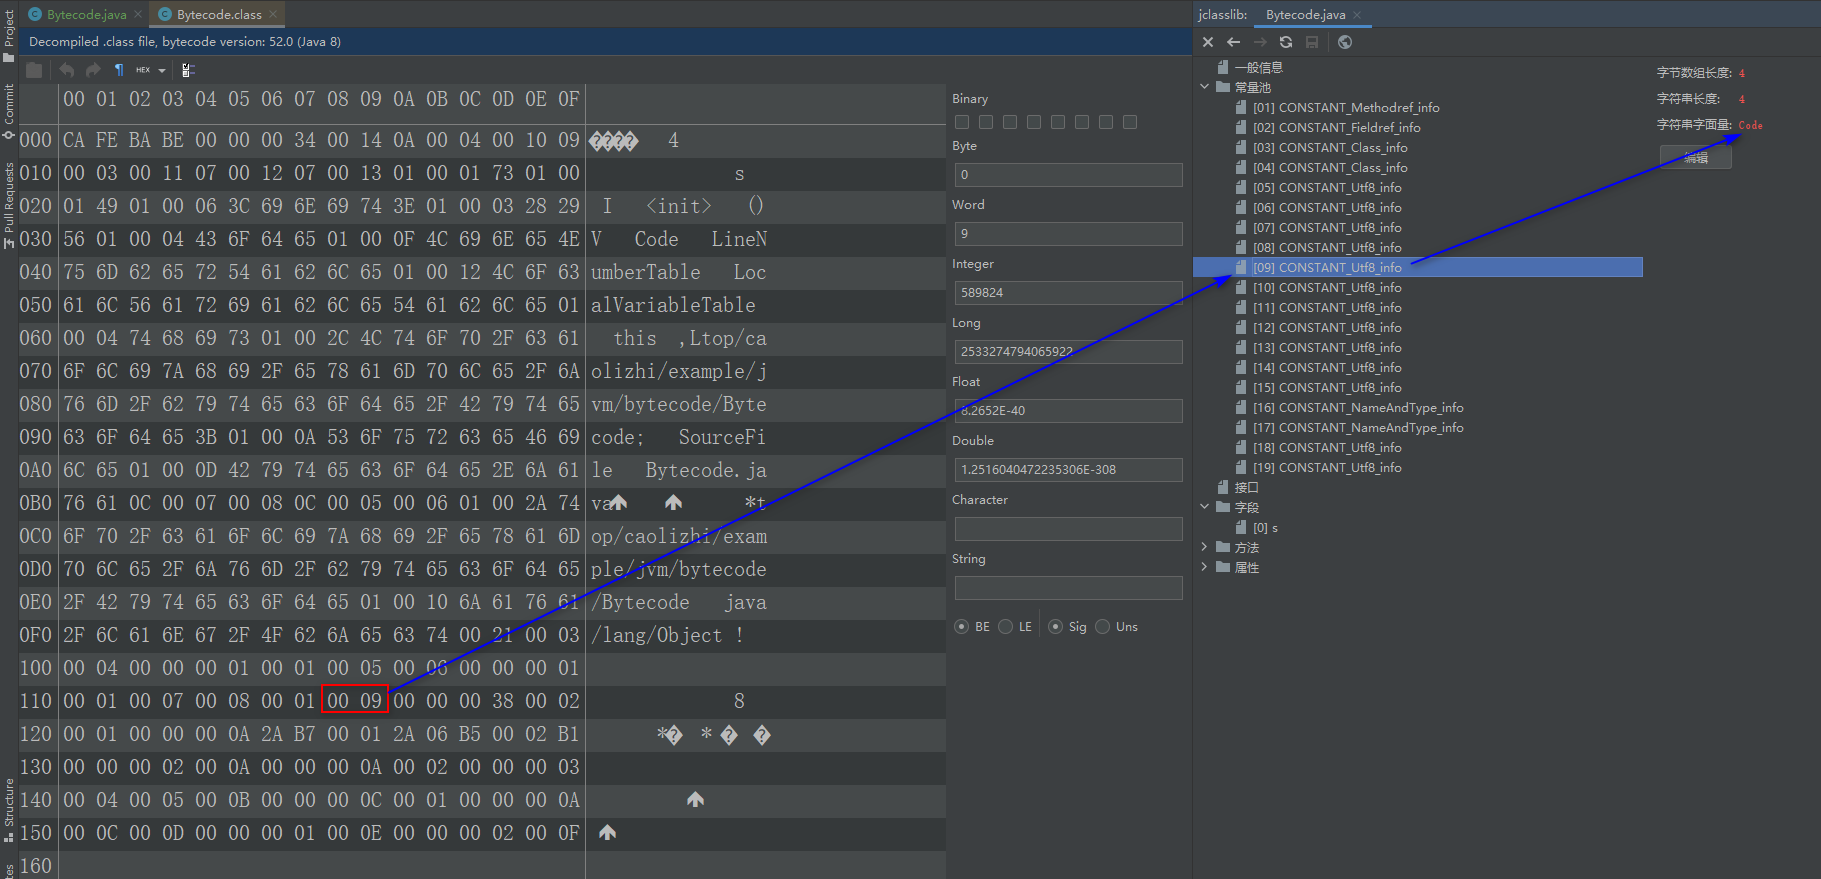 Bytecode.java
Bytecode.class
jclasslib:
Bytecode.java
Decompiled .class file, bytecode version: 52.0 (Java 8)
HEX
Project
Commit
Pull Requests
Structure
00 01 02 03 04 05 06 07 08 09 0A 0B 0C 0D 0E 0F
000 CA FE BA BE 00 00 00 34 00 14 0A 00 04 00 10 09 ���� 4
010 00 03 00 11 07 00 12 07 00 13 01 00 01 73 01 00 s
020 01 49 01 00 06 3C 69 6E 69 74 3E 01 00 03 28 29 I <init> ()
030 56 01 00 04 43 6F 64 65 01 00 0F 4C 69 6E 65 4E V Code LineN
040 75 6D 62 65 72 54 61 62 6C 65 01 00 12 4C 6F 63 umberTable Loc
050 61 6C 56 61 72 69 61 62 6C 65 54 61 62 6C 65 01 alVariableTable
060 00 04 74 68 69 73 01 00 2C 4C 74 6F 70 2F 63 61 this ,Ltop/ca
070 6F 6C 69 7A 68 69 2F 65 78 61 6D 70 6C 65 2F 6A olizhi/example/j
080 76 6D 2F 62 79 74 65 63 6F 64 65 2F 42 79 74 65 vm/bytecode/Byte
090 63 6F 64 65 3B 01 00 0A 53 6F 75 72 63 65 46 69 code; SourceFi
0A0 6C 65 01 00 0D 42 79 74 65 63 6F 64 65 2E 6A 61 le Bytecode.ja
0B0 76 61 0C 00 07 00 08 0C 00 05 00 06 01 00 2A 74 va *t
0C0 6F 70 2F 63 61 6F 6C 69 7A 68 69 2F 65 78 61 6D op/caolizhi/exam
0D0 70 6C 65 2F 6A 76 6D 2F 62 79 74 65 63 6F 64 65 ple/jvm/bytecode
0E0 2F 42 79 74 65 63 6F 64 65 01 00 10 6A 61 76 61 /Bytecode java
0F0 2F 6C 61 6E 67 2F 4F 62 6A 65 63 74 00 21 00 03 /lang/Object !
100 00 04 00 00 00 01 00 01 00 05 00 06 00 00 00 01
110 00 01 00 07 00 08 00 01 00 09 00 00 00 38 00 02 8
120 00 01 00 00 00 0A 2A B7 00 01 2A 06 B5 00 02 B1 *� * � �
130 00 00 00 02 00 0A 00 00 00 0A 00 02 00 00 00 03
140 00 04 00 05 00 0B 00 00 00 0C 00 01 00 00 00 0A
150 00 0C 00 0D 00 00 00 01 00 0E 00 00 00 02 00 0F
160
Binary
Byte
0
Word
9
Integer
589824
Long
2533274794065922
Float
8.2652E-40
Double
1.2516040472235306E-308
Character
String
BE LE Sig Uns
一般信息
常量池
[01] CONSTANT_Methodref_info
[02] CONSTANT_Fieldref_info
[03] CONSTANT_Class_info
[04] CONSTANT_Class_info
[05] CONSTANT_Utf8_info
[06] CONSTANT_Utf8_info
[07] CONSTANT_Utf8_info
[08] CONSTANT_Utf8_info
[09] CONSTANT_Utf8_info
[10] CONSTANT_Utf8_info
[11] CONSTANT_Utf8_info
[12] CONSTANT_Utf8_info
[13] CONSTANT_Utf8_info
[14] CONSTANT_Utf8_info
[15] CONSTANT_Utf8_info
[16] CONSTANT_NameAndType_info
[17] CONSTANT_NameAndType_info
[18] CONSTANT_Utf8_info
[19] CONSTANT_Utf8_info
接口
字段
[0] s
方法
属性
字节数组长度: 4
字符串长度: 4
字符串字面量: Code
编辑